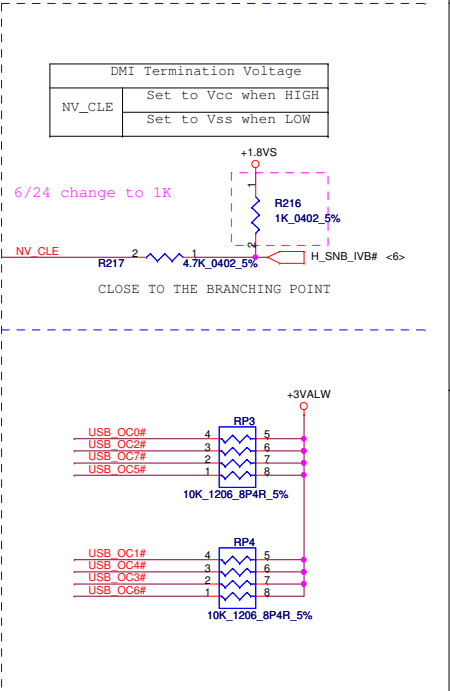 DMI Termination Voltage
NV_CLE
Set to Vcc when HIGH
Set to Vss when LOW
+1.8VS
6/24 change to 1K
1
R216
1K_0402_5%
2
NV_CLE
R217
2
1
4.7K_0402_5%
H_SNB_IVB# <6>
CLOSE TO THE BRANCHING POINT
+3VALW
RP3
USB_OC0# 4 5
USB_OC2# 3 6
USB_OC7# 2 7
USB_OC5# 1 8
10K_1206_8P4R_5%
RP4
USB_OC1# 4 5
USB_OC4# 3 6
USB_OC3# 2 7
USB_OC6# 1 8
10K_1206_8P4R_5%